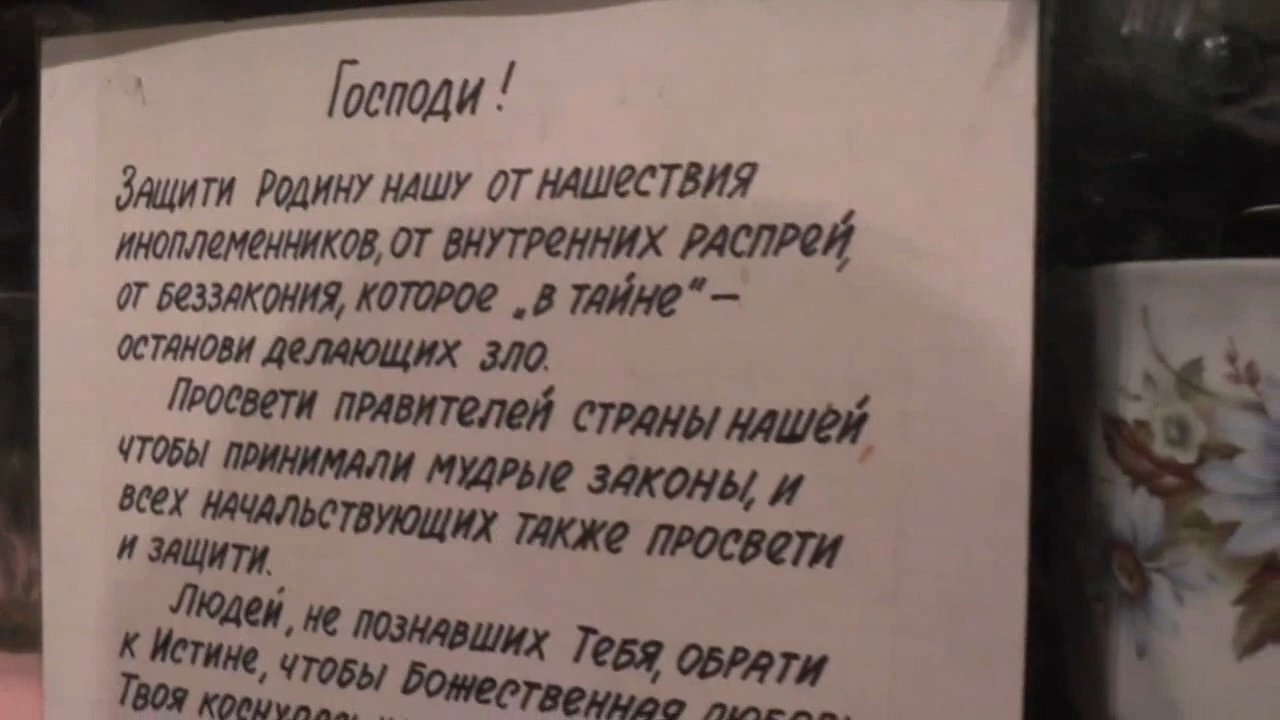 Господи!
Защити Родину нашу от нашествия
иноплеменников, от внутренних распрей,
от беззакония, которое „в тайне“ –
останови делающих зло.
Просвети правителей страны нашей,
чтобы принимали мудрые законы, и
всех начальствующих также просвети
и защити.
Людей, не познавших Тебя, обрати
к Истине, чтобы Божественная любовь
Твоя